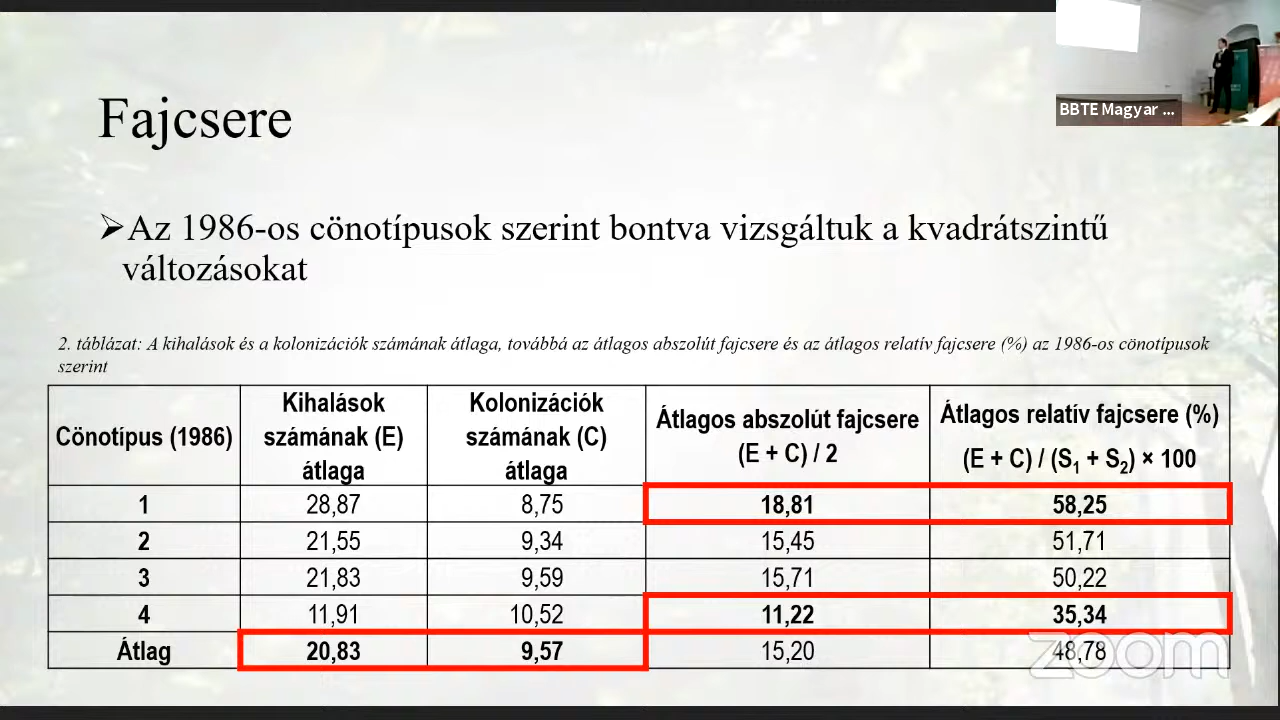 BBTE Magyar ...
Fajcsere
➢Az 1986-os cönotípusok szerint bontva vizsgáltuk a kvadrátszintű
változásokat
2. táblázat: A kihalások és a kolonizációk számának átlaga, továbbá az átlagos abszolút fajcsere és az átlagos relatív fajcsere (%) az 1986-os cönotípusok
szerint
Cönotípus (1986) Kihalások számának (E) átlaga Kolonizációk számának (C) átlaga Átlagos abszolút fajcsere (E + C) / 2 Átlagos relatív fajcsere (%) (E + C) / (S₁ + S₂) × 100
1 28,87 8,75 18,81 58,25
2 21,55 9,34 15,45 51,71
3 21,83 9,59 15,71 50,22
4 11,91 10,52 11,22 35,34
Átlag 20,83 9,57 15,20 48,78
zoom